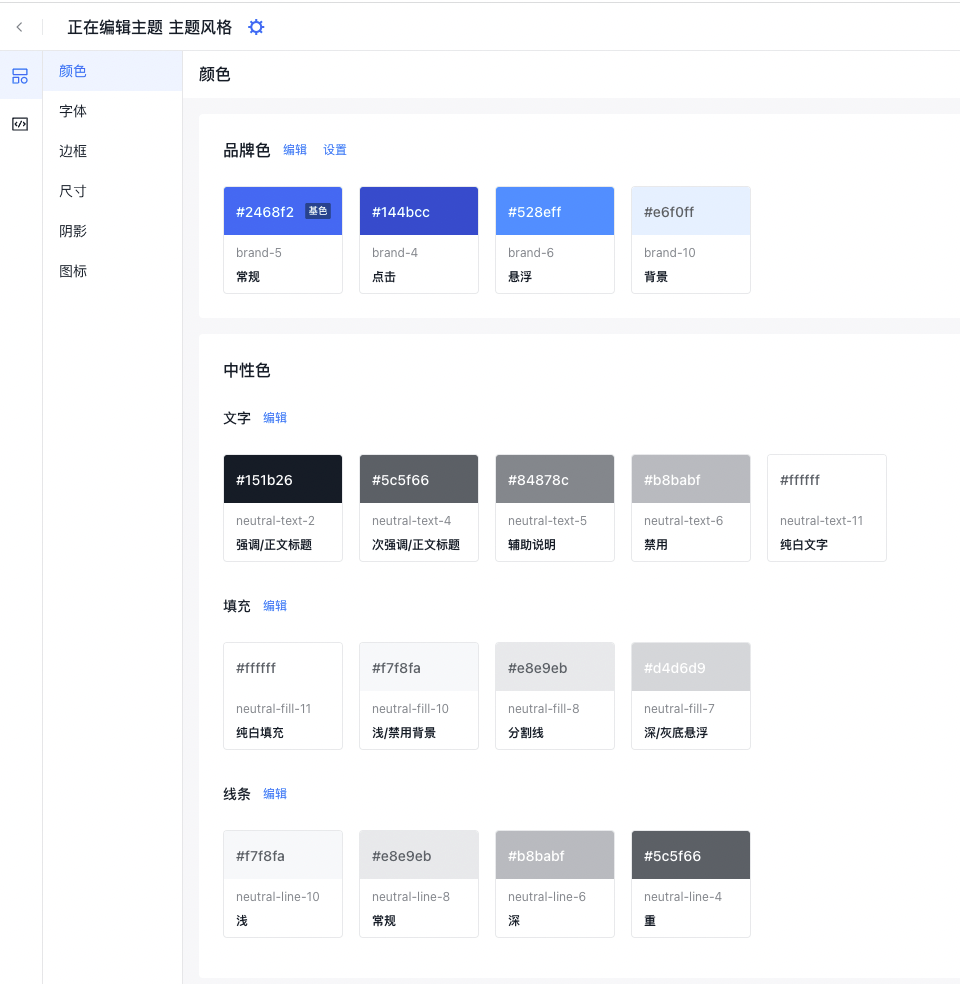 正在编辑主题 主题风格
颜色
字体
边框
尺寸
阴影
图标
颜色
品牌色 编辑 设置
#2468f2 基色 #144bcc #528eff #e6f0ff
brand-5 brand-4 brand-6 brand-10
常规 点击 悬浮 背景
中性色
文字 编辑
#151b26 #5c5f66 #84878c #b8babf #ffffff
neutral-text-2 neutral-text-4 neutral-text-5 neutral-text-6 neutral-text-11
强调/正文标题 次强调/正文标题 辅助说明 禁用 纯白文字
填充 编辑
#ffffff #f7f8fa #e8e9eb #d4d6d9
neutral-fill-11 neutral-fill-10 neutral-fill-8 neutral-fill-7
纯白填充 浅/禁用背景 分割线 深/灰底悬浮
线条 编辑
#f7f8fa #e8e9eb #b8babf #5c5f66
neutral-line-10 neutral-line-8 neutral-line-6 neutral-line-4
浅 常规 深 重